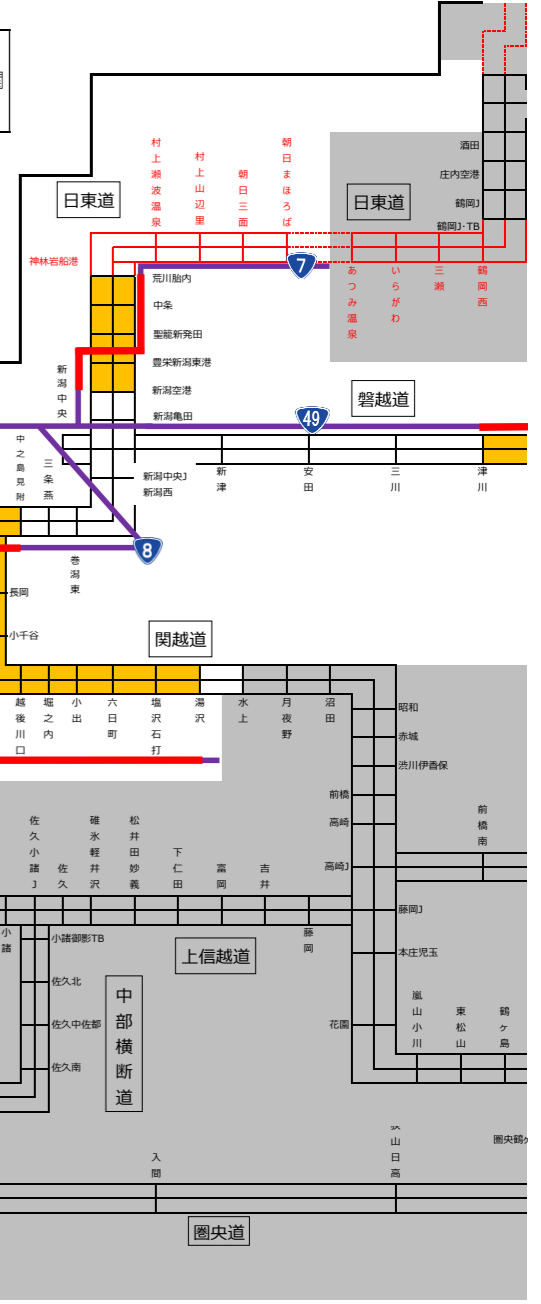 酒田
庄内空港
鶴岡J
鶴岡J・TB
村上瀬波温泉
村上山辺里
朝日三面
朝日まほろば
日東道
日東道
神林岩船港
7
あつみ温泉
いらがわ
三瀬
鶴岡西
荒川胎内
中条
聖籠新発田
豊栄新潟東港
新潟空港
新潟亀田
新潟中央
磐越道
49
中之島見附
三条燕
新潟中央J
新潟西
新津
安田
三川
津川
8
巻潟東
長岡
小千谷
関越道
越後川口
堀之内
小出
六日町
塩沢石打
湯沢
水上
月夜野
沼田
昭和
赤城
渋川伊香保
前橋
高崎
前橋南
高崎J
佐久小諸J
佐久
碓氷軽井沢
松井田妙義
下仁田
富岡
吉井
藤岡
藤岡J
小諸
小諸御影TB
上信越道
本庄児玉
佐久北
中部横断道
佐久中佐都
花園
嵐山小川
東松山
鶴ヶ島
佐久南
入間
山日高
圏央鶴
圏央道